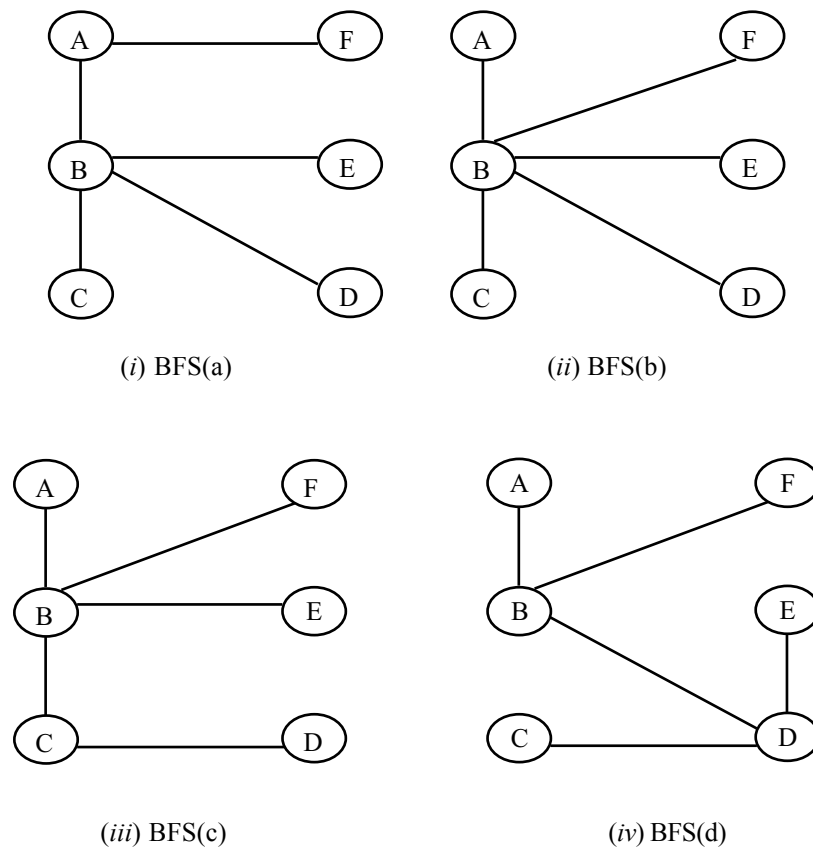 A F A F
B E B E
C D C D
(i) BFS(a) (ii) BFS(b)
A F A F
B E B E
C D C D
(iii) BFS(c) (iv) BFS(d)